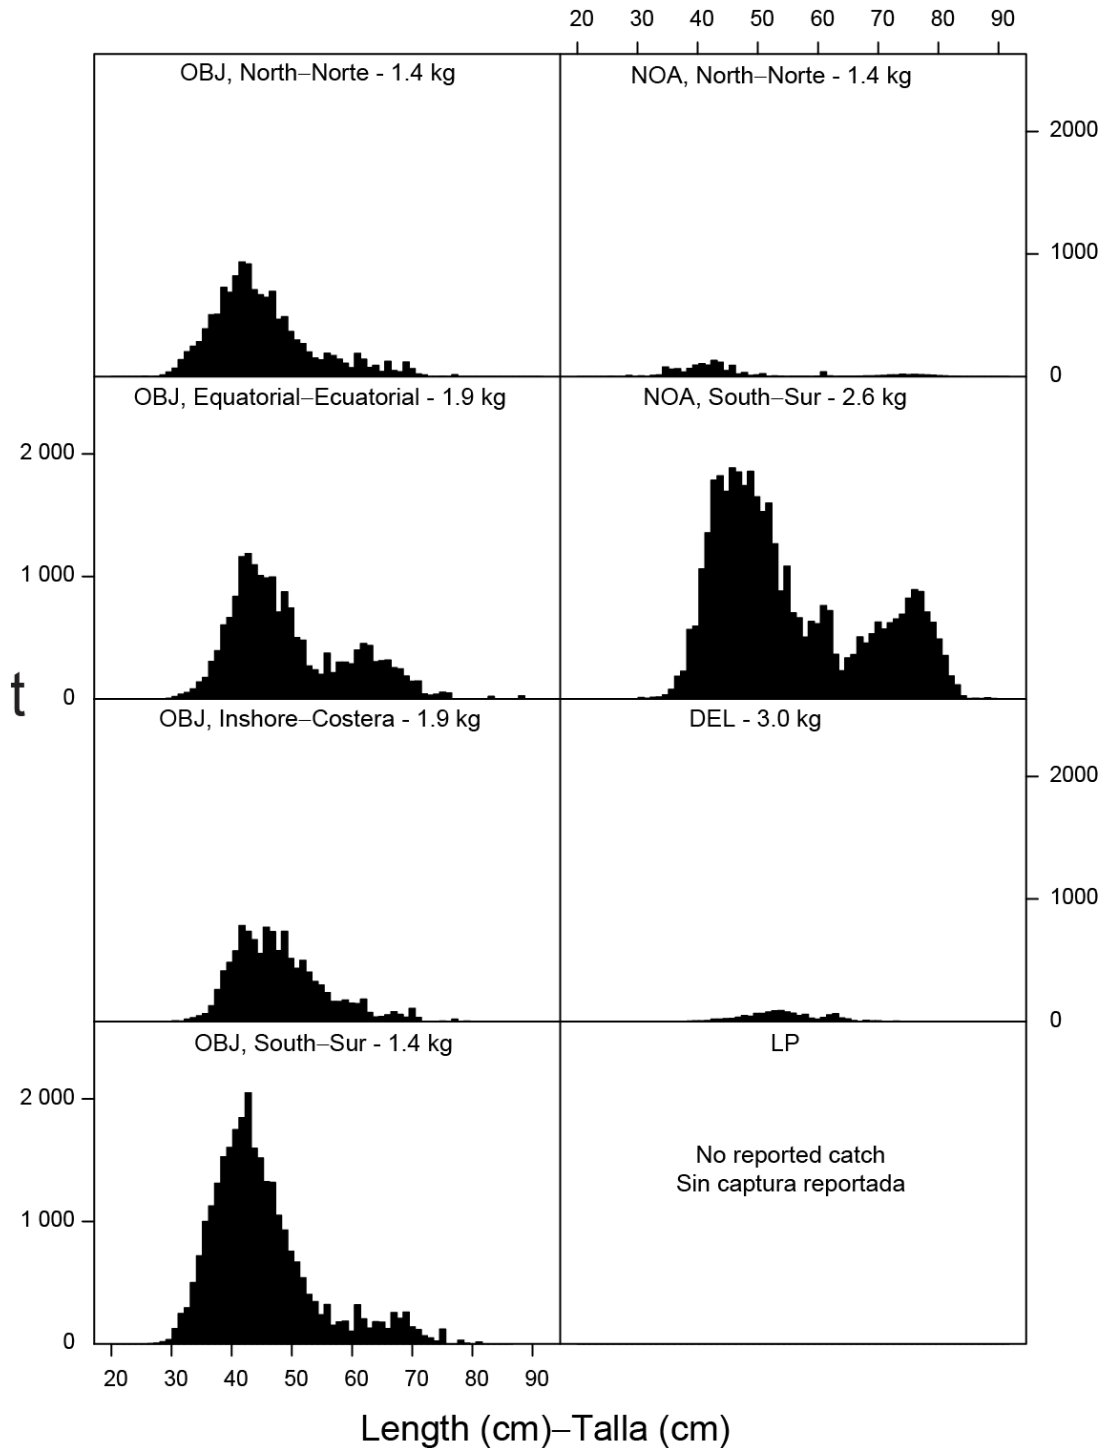 20 30 40 50 60 70 80 90
OBJ, North–Norte - 1.4 kg
NOA, North–Norte - 1.4 kg
2000
1000
0
OBJ, Equatorial–Ecuatorial - 1.9 kg
NOA, South–Sur - 2.6 kg
2 000
1 000
0
t
OBJ, Inshore–Costera - 1.9 kg
DEL - 3.0 kg
2000
1000
0
OBJ, South–Sur - 1.4 kg
LP
2 000
No reported catch
Sin captura reportada
1 000
0
20 30 40 50 60 70 80 90
Length (cm)–Talla (cm)